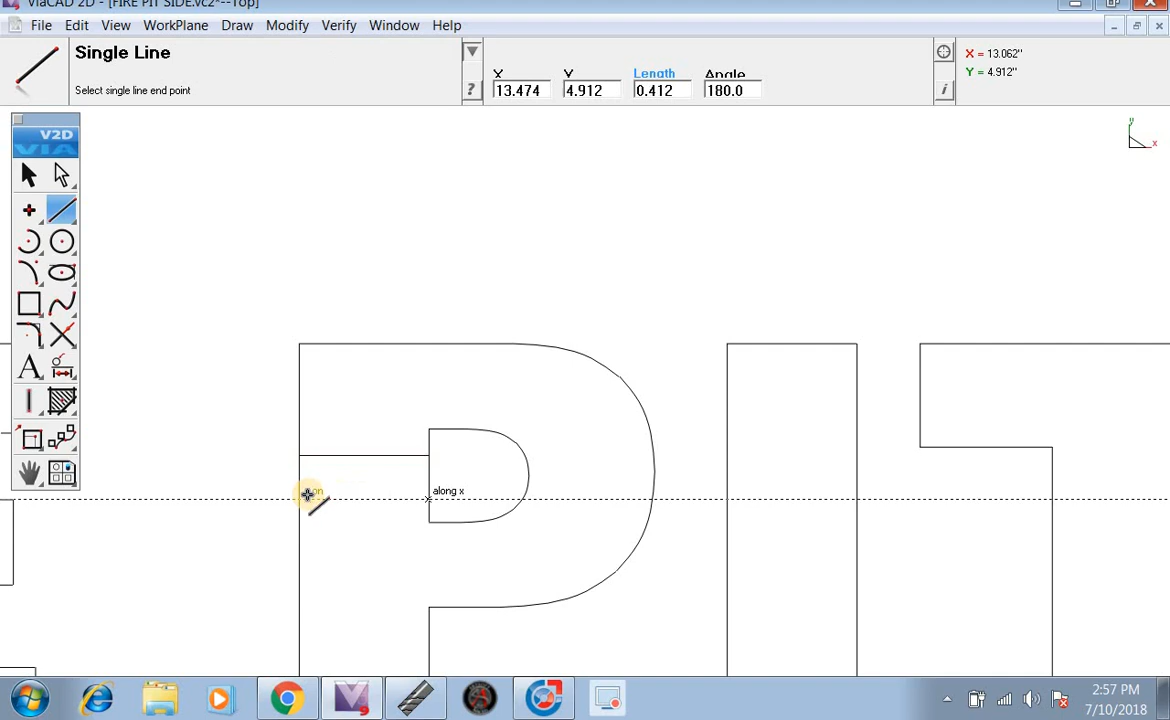 ViaCAD 2D - [FIRE PIT SIDE.vc2*--Top]
File Edit View WorkPlane Draw Modify Verify Window Help
Single Line
Select single line end point
?
X Y Length Angle
13.474 4.912 0.412 180.0
i
X = 13.062"
Y = 4.912"
V2D
VIA
A
y
x
on
along x
PIT
2:57 PM
7/10/2018